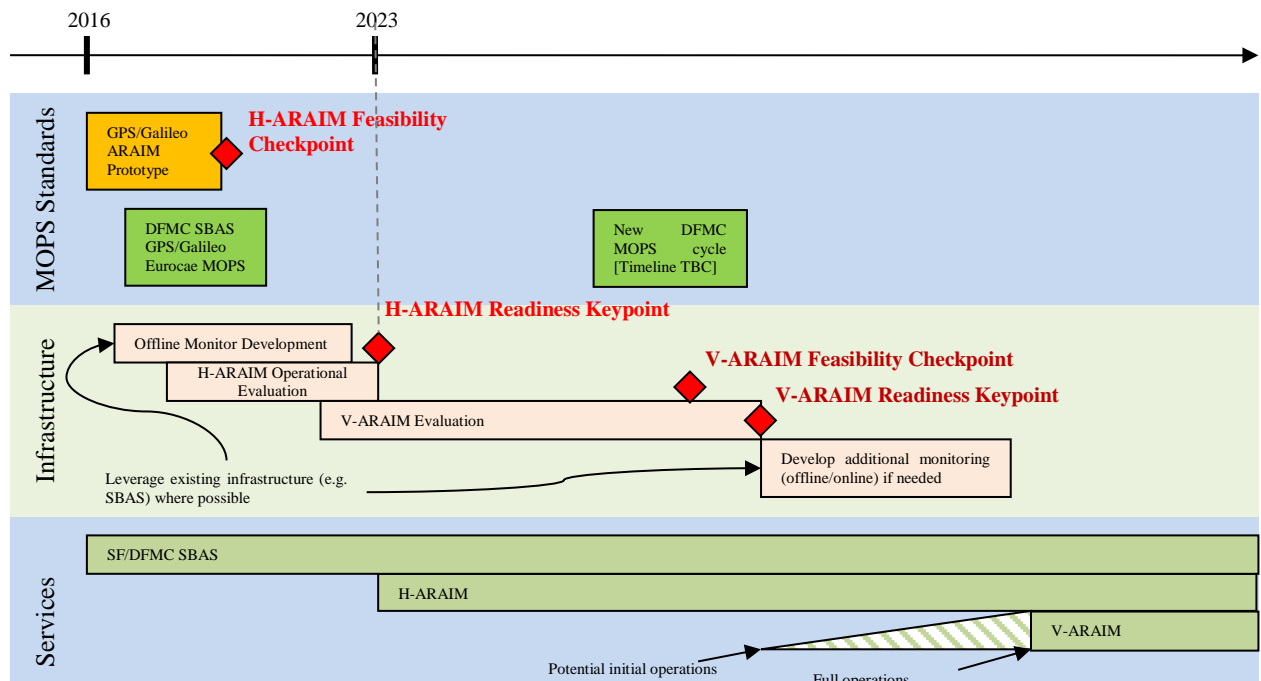 2016
2023
MOPS Standards
GPS/Galileo
ARAIM
Prototype
H-ARAIM Feasibility
Checkpoint
DFMC SBAS
GPS/Galileo
Eurocae MOPS
New DFMC
MOPS cycle
[Timeline TBC]
Infrastructure
H-ARAIM Readiness Keypoint
Offline Monitor Development
H-ARAIM Operational
Evaluation
V-ARAIM Feasibility Checkpoint
V-ARAIM Readiness Keypoint
V-ARAIM Evaluation
Leverage existing infrastructure (e.g.
SBAS) where possible
Develop additional monitoring
(offline/online) if needed
Services
SF/DFMC SBAS
H-ARAIM
V-ARAIM
Potential initial operations
Full operations